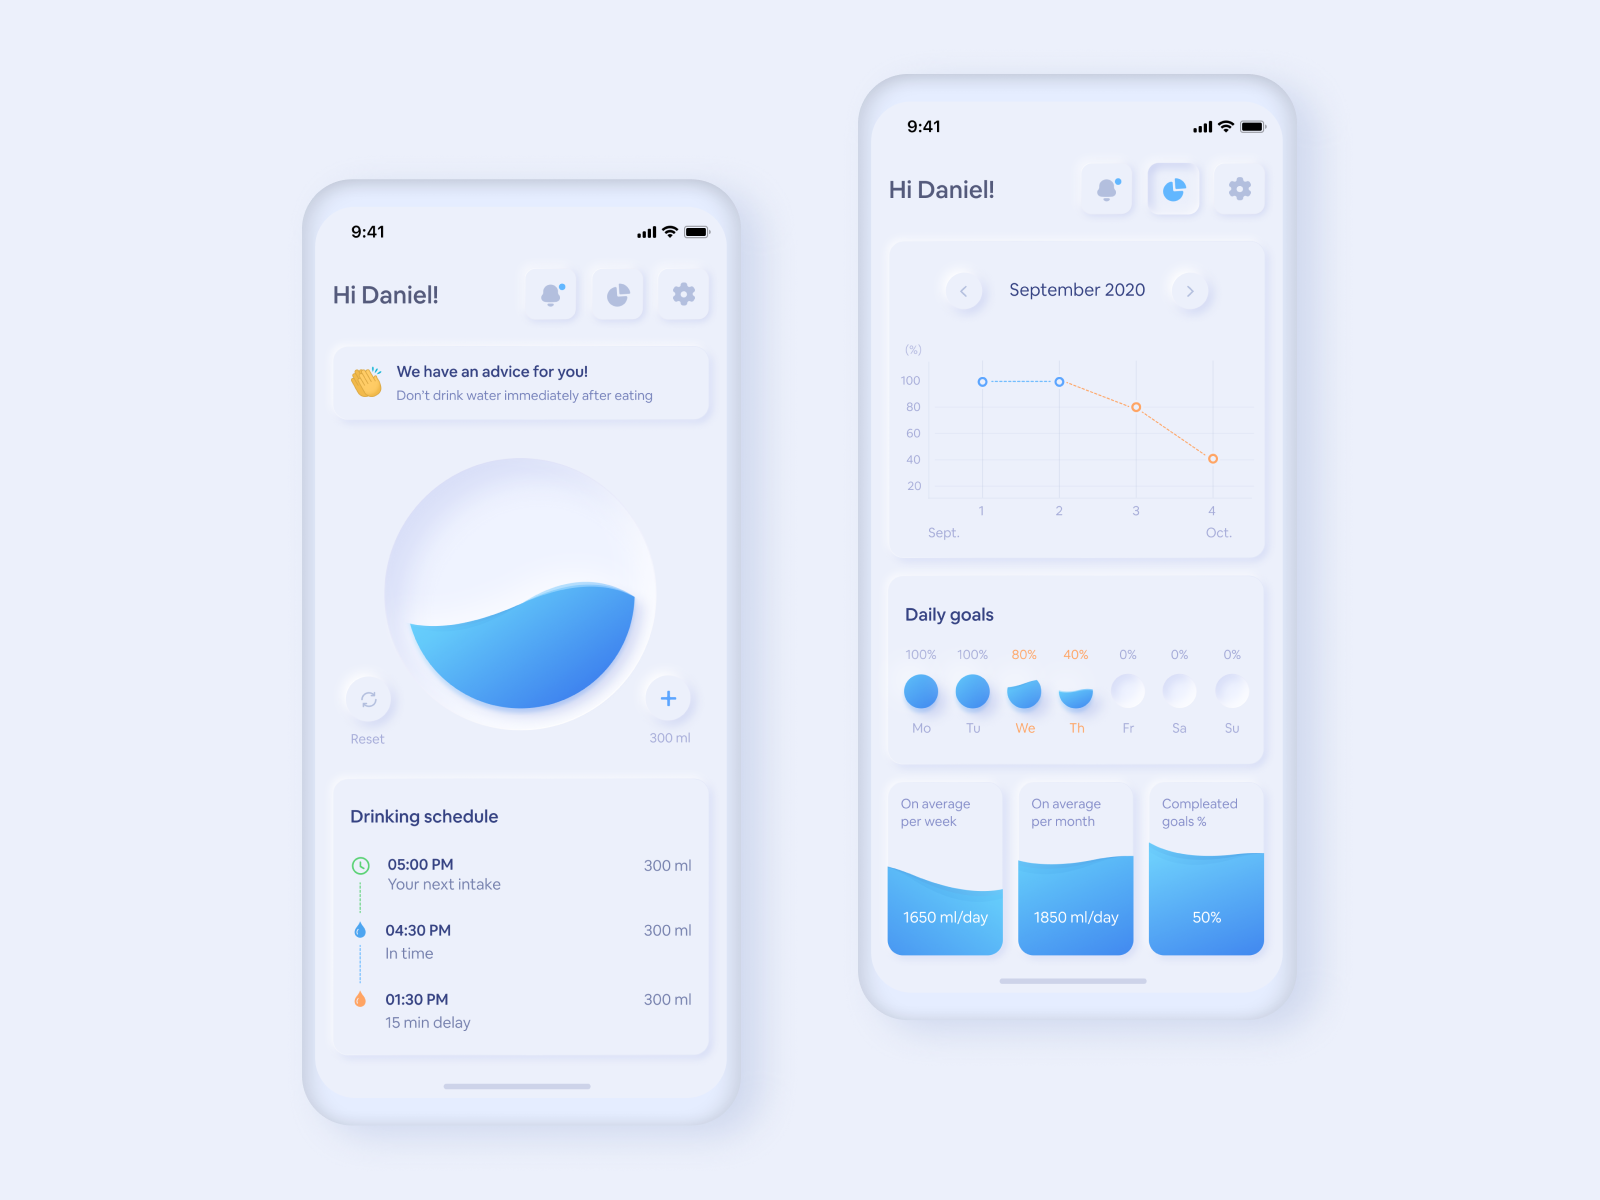 9:41
Hi Daniel!
We have an advice for you!
Don't drink water immediately after eating
Reset
300 ml
Drinking schedule
05:00 PM
300 ml
Your next intake
04:30 PM
300 ml
In time
01:30 PM
300 ml
15 min delay
9:41
Hi Daniel!
September 2020
(%)
100
80
60
40
20
1 2 3 4
Sept. Oct.
Daily goals
100% 100% 80% 40% 0% 0% 0%
Mo Tu We Th Fr Sa Su
On average
per week
1650 ml/day
On average
per month
1850 ml/day
Compleated
goals %
50%